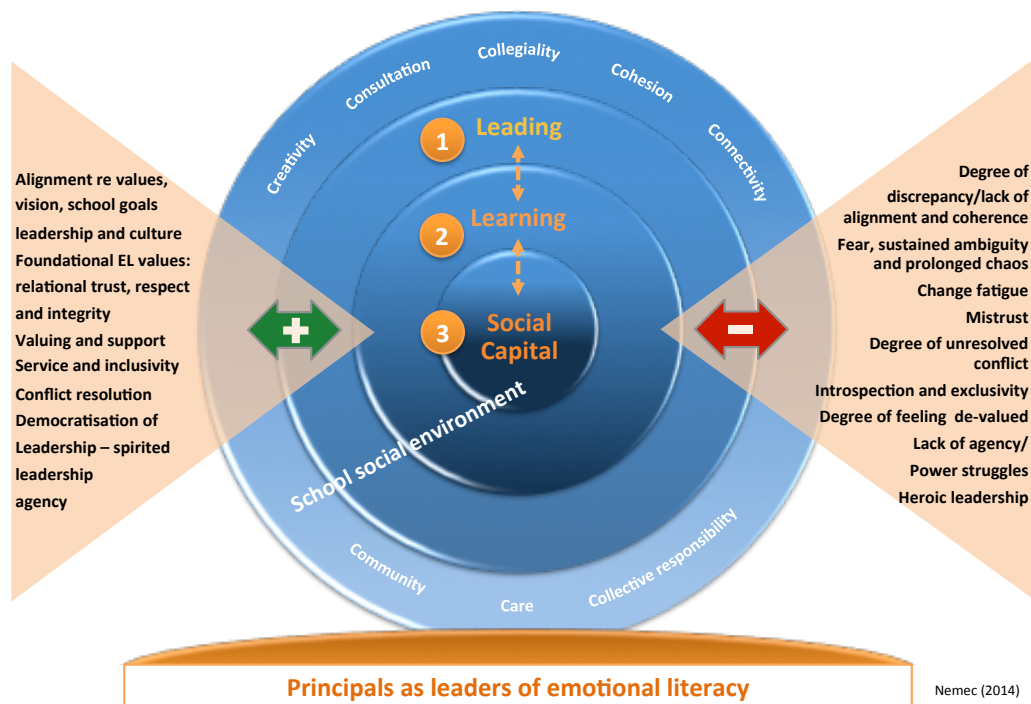 Creativity
Consultation
Collegiality
Cohesion
Connectivity
1
Leading
2
Learning
3
Social
Capital
School social environment
Community
Care
Collective responsibility
Alignment re values,
vision, school goals
leadership and culture
Foundational EL values:
relational trust, respect
and integrity
Valuing and support
Service and inclusivity
Conflict resolution
Democratisation of
Leadership – spirited
leadership
agency
+
Degree of
discrepancy/lack of
alignment and coherence
Fear, sustained ambiguity
and prolonged chaos
Change fatigue
Mistrust
Degree of unresolved
conflict
Introspection and exclusivity
Degree of feeling de-valued
Lack of agency/
Power struggles
Heroic leadership
−
Principals as leaders of emotional literacy
Nemec (2014)